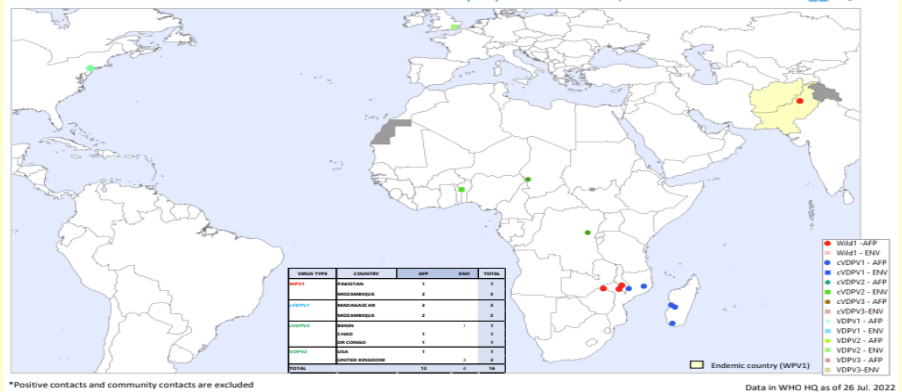 VIRUS TYPE COUNTRY AFP ENV TOTAL
WPV1 PAKISTAN 1 1
MOZAMBIQUE 3 3
cVDPV1 MADAGASCAR 3 3
MOZAMBIQUE 2 2
cVDPV2 BENIN 1 1
CHAD 1 1
DR CONGO 1 1
VDPV2 USA 1 1
UNITED KINGDOM 3 3
TOTAL 12 4 16
Endemic country (WPV1)
Wild1 -AFP
Wild1 - ENV
cVDPV1 - AFP
cVDPV1 - ENV
cVDPV2 - AFP
cVDPV2 - ENV
cVDPV3 - AFP
cVDPV3-ENV
VDPV1 - AFP
VDPV1 - ENV
VDPV2 - AFP
VDPV2 - ENV
VDPV3 - AFP
VDPV3-ENV
*Positive contacts and community contacts are excluded
Data in WHO HQ as of 26 Jul. 2022